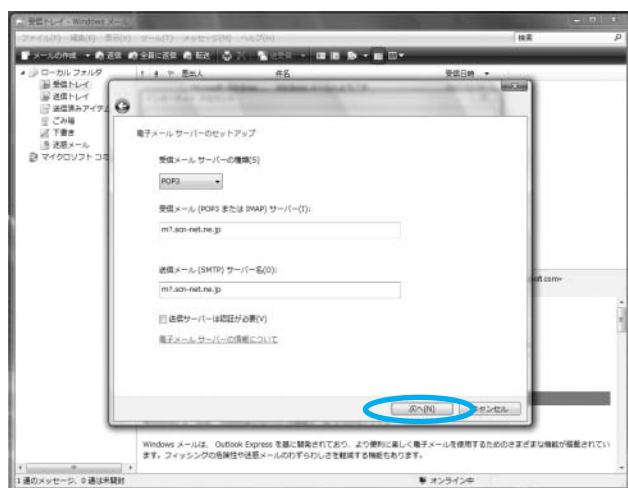 受信トレイ - Windows メール
ファイル(F) 編集(E) 表示(V) ツール(T) メッセージ(M) ヘルプ(H)
検索
メールの作成 返信 全員に返信 転送 送受信
ローカル フォルダ
差出人 件名 受信日時
受信トレイ
送信トレイ
送信済みアイテム
ごみ箱
下書き
迷惑メール
マイクロソフト コミ
電子メール サーバーのセットアップ
受信メール サーバーの種類(S)
POP3
受信メール (POP3 または IMAP) サーバー(I):
m?.scn-net.ne.jp
送信メール (SMTP) サーバー名(O):
m?.scn-net.ne.jp
送信サーバーは認証が必要(V)
電子メール サーバーの情報について
次へ(N) キャンセル
Windows メールは、Outlook Express を基に開発されており、より便利に楽しく電子メールを使用するためのさまざまな機能が搭載されてい
ます。フィッシングの危険性や迷惑メールのわずらわしさを軽減する機能もあります。
1 通のメッセージ、0 通は未開封
オンライン中